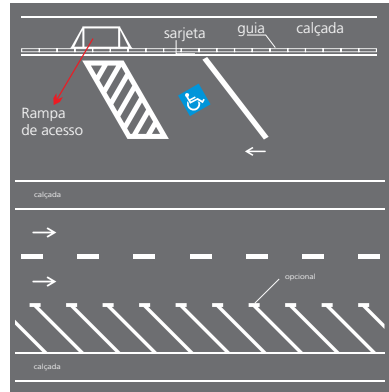 sarjeta guia calçada
Rampa
de acesso
calçada
opcional
calçada